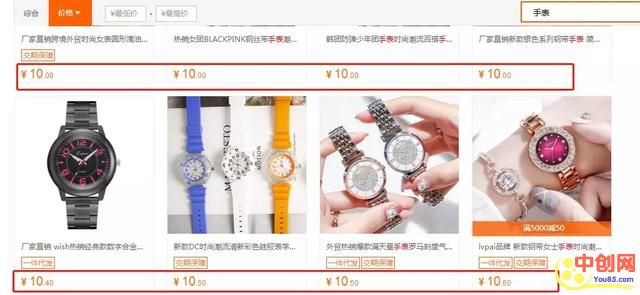 综合 价格 ¥最低价 - ¥最高价 手表
厂家直销跨境外贸时尚女表圆形滴油...
热销女团BLACKPINK钢丝带手表潮...
韩团防弹少年团手表时尚潮流百搭手...
厂家直销新款银色系列钢带手表 简...
交期保障
¥ 10.00 ¥ 10.00 ¥ 10.00 ¥ 10.00
MOTION
满5000减50
厂家直销 wish热销经典款数字合金...
新款DC时尚潮流清新彩色硅胶表学...
外贸热销爆款满天星手表罗马刻度气...
lvpai品牌 新款钢带女士手表时尚潮...
一件代发 一件代发 交期保障 一件代发 交期保障 一件代发 交期保障
¥ 10.40 ¥ 10.50 ¥ 10.50 ¥ 10.60
中创网
You85.com